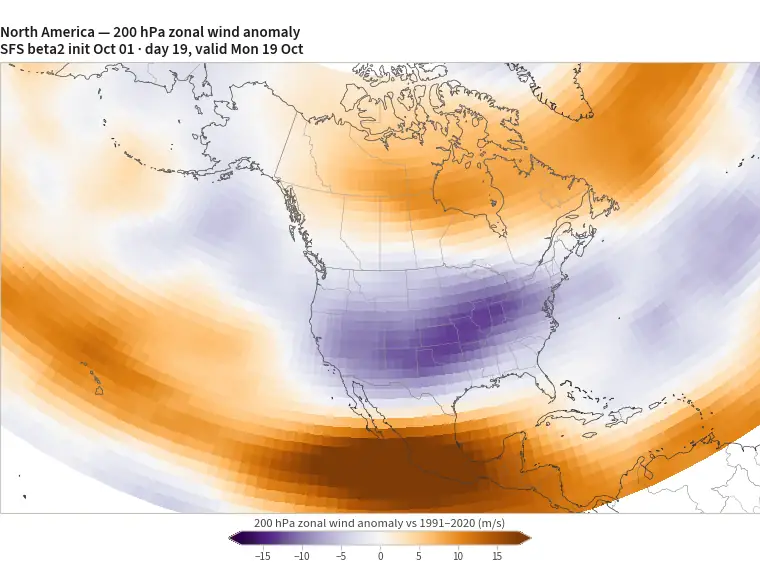 North America — 200 hPa zonal wind anomaly
SFS beta2 init Oct 01 · day 19, valid Mon 19 Oct
200 hPa zonal wind anomaly vs 1991–2020 (m/s)
−15 −10 −5 0 5 10 15